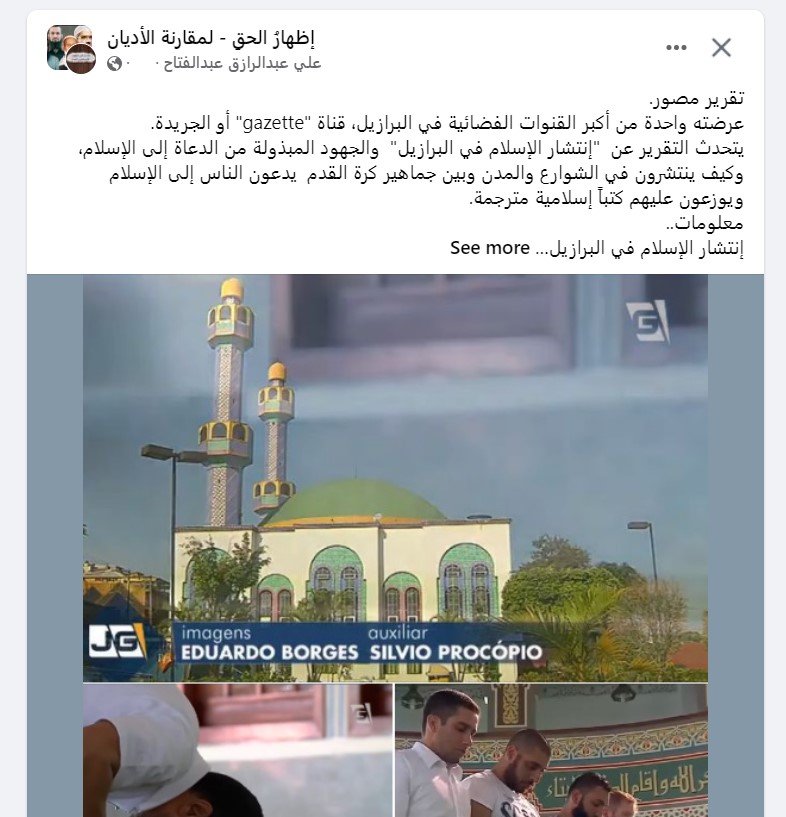 إظهارُ الحقِ - لمقارنة الأديان
علي عبدالرازق عبدالفتاح ·
تقرير مصور.
عرضته واحدة من أكبر القنوات الفضائية في البرازيل، قناة "gazette" أو الجريدة.
يتحدث التقرير عن "إنتشار الإسلام في البرازيل" والجهود المبذولة من الدعاة إلى الإسلام،
وكيف ينتشرون في الشوارع والمدن وبين جماهير كرة القدم يدعون الناس إلى الإسلام
ويوزعون عليهم كتباً إسلامية مترجمة.
معلومات..
إنتشار الإسلام في البرازيل... See more
G
JG
imagens auxiliar
EDUARDO BORGES SILVIO PROCÓPIO
G
الله واقام